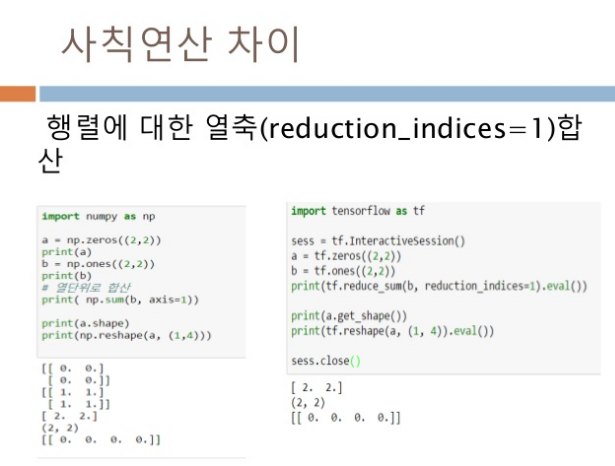 사칙연산 차이
행렬에 대한 열축(reduction_indices=1)합
산
import numpy as np
a = np.zeros((2,2))
print(a)
b = np.ones((2,2))
print(b)
# 열단위로 합산
print( np.sum(b, axis=1))
print(a.shape)
print(np.reshape(a, (1,4)))
[[ 0. 0.]
[ 0. 0.]]
[[ 1. 1.]
[ 1. 1.]]
[ 2. 2.]
(2, 2)
[[ 0. 0. 0. 0.]]
import tensorflow as tf
sess = tf.InteractiveSession()
a = tf.zeros((2,2))
b = tf.ones((2,2))
print(tf.reduce_sum(b, reduction_indices=1).eval())
print(a.get_shape())
print(tf.reshape(a, (1, 4)).eval())
sess.close()
[ 2. 2.]
(2, 2)
[[ 0. 0. 0. 0.]]